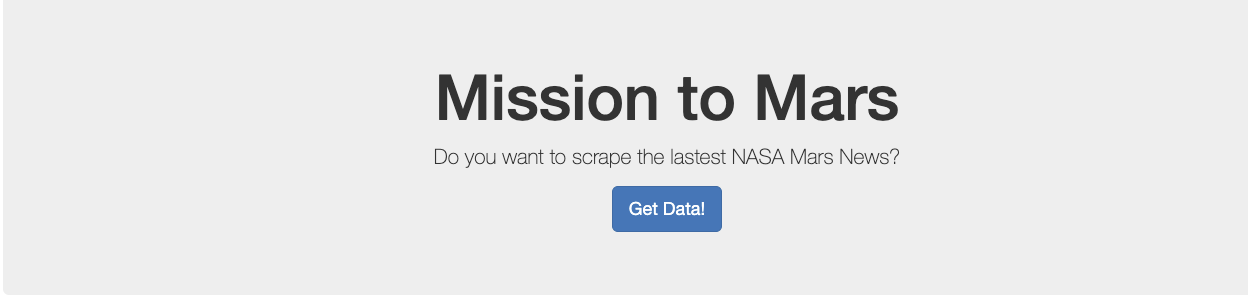 Mission to Mars
Do you want to scrape the lastest NASA Mars News?
Get Data!